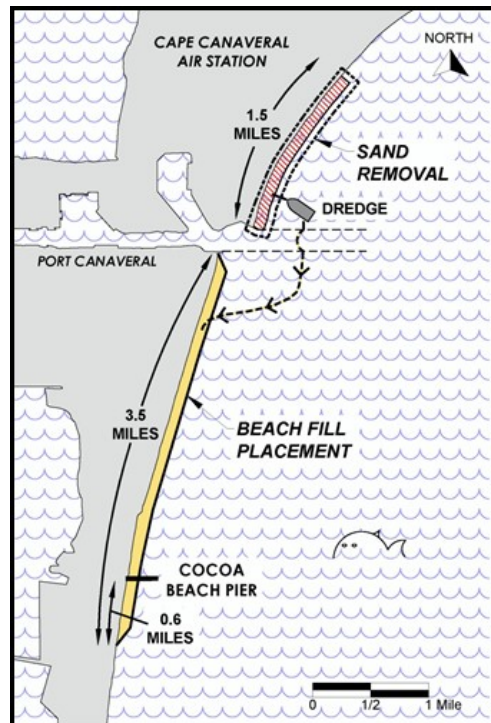 CAPE CANAVERAL
AIR STATION
NORTH
1.5
MILES
SAND
REMOVAL
DREDGE
PORT CANAVERAL
3.5
MILES
BEACH FILL
PLACEMENT
COCOA
BEACH PIER
0.6
MILES
0 1/2 1 Mile